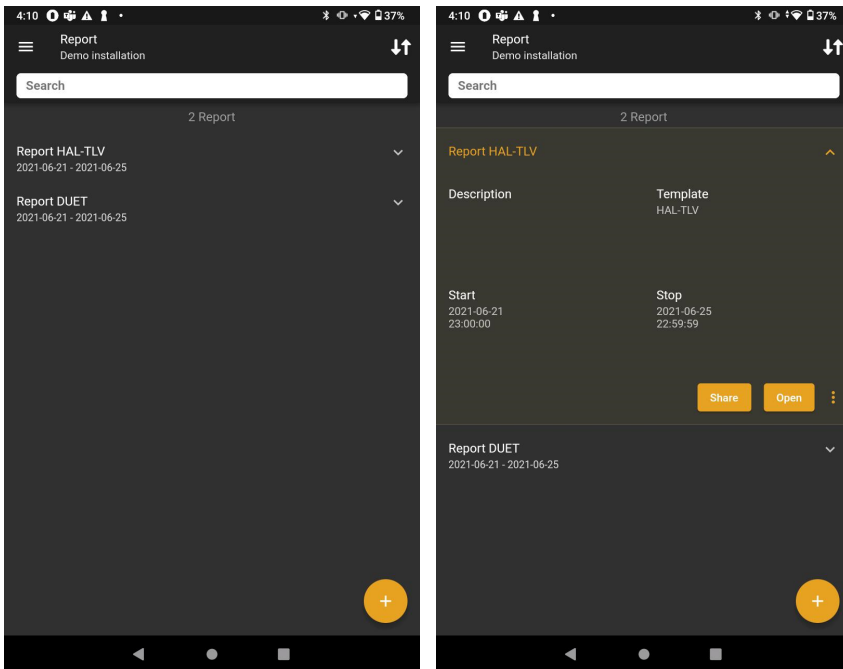 4:10
37%
Report
Demo installation
Search
2 Report
Report HAL-TLV
2021-06-21 - 2021-06-25
Report DUET
2021-06-21 - 2021-06-25
+
4:10
37%
Report
Demo installation
Search
2 Report
Report HAL-TLV
Description
Template
HAL-TLV
Start
2021-06-21
23:00:00
Stop
2021-06-25
22:59:59
Share
Open
Report DUET
2021-06-21 - 2021-06-25
+